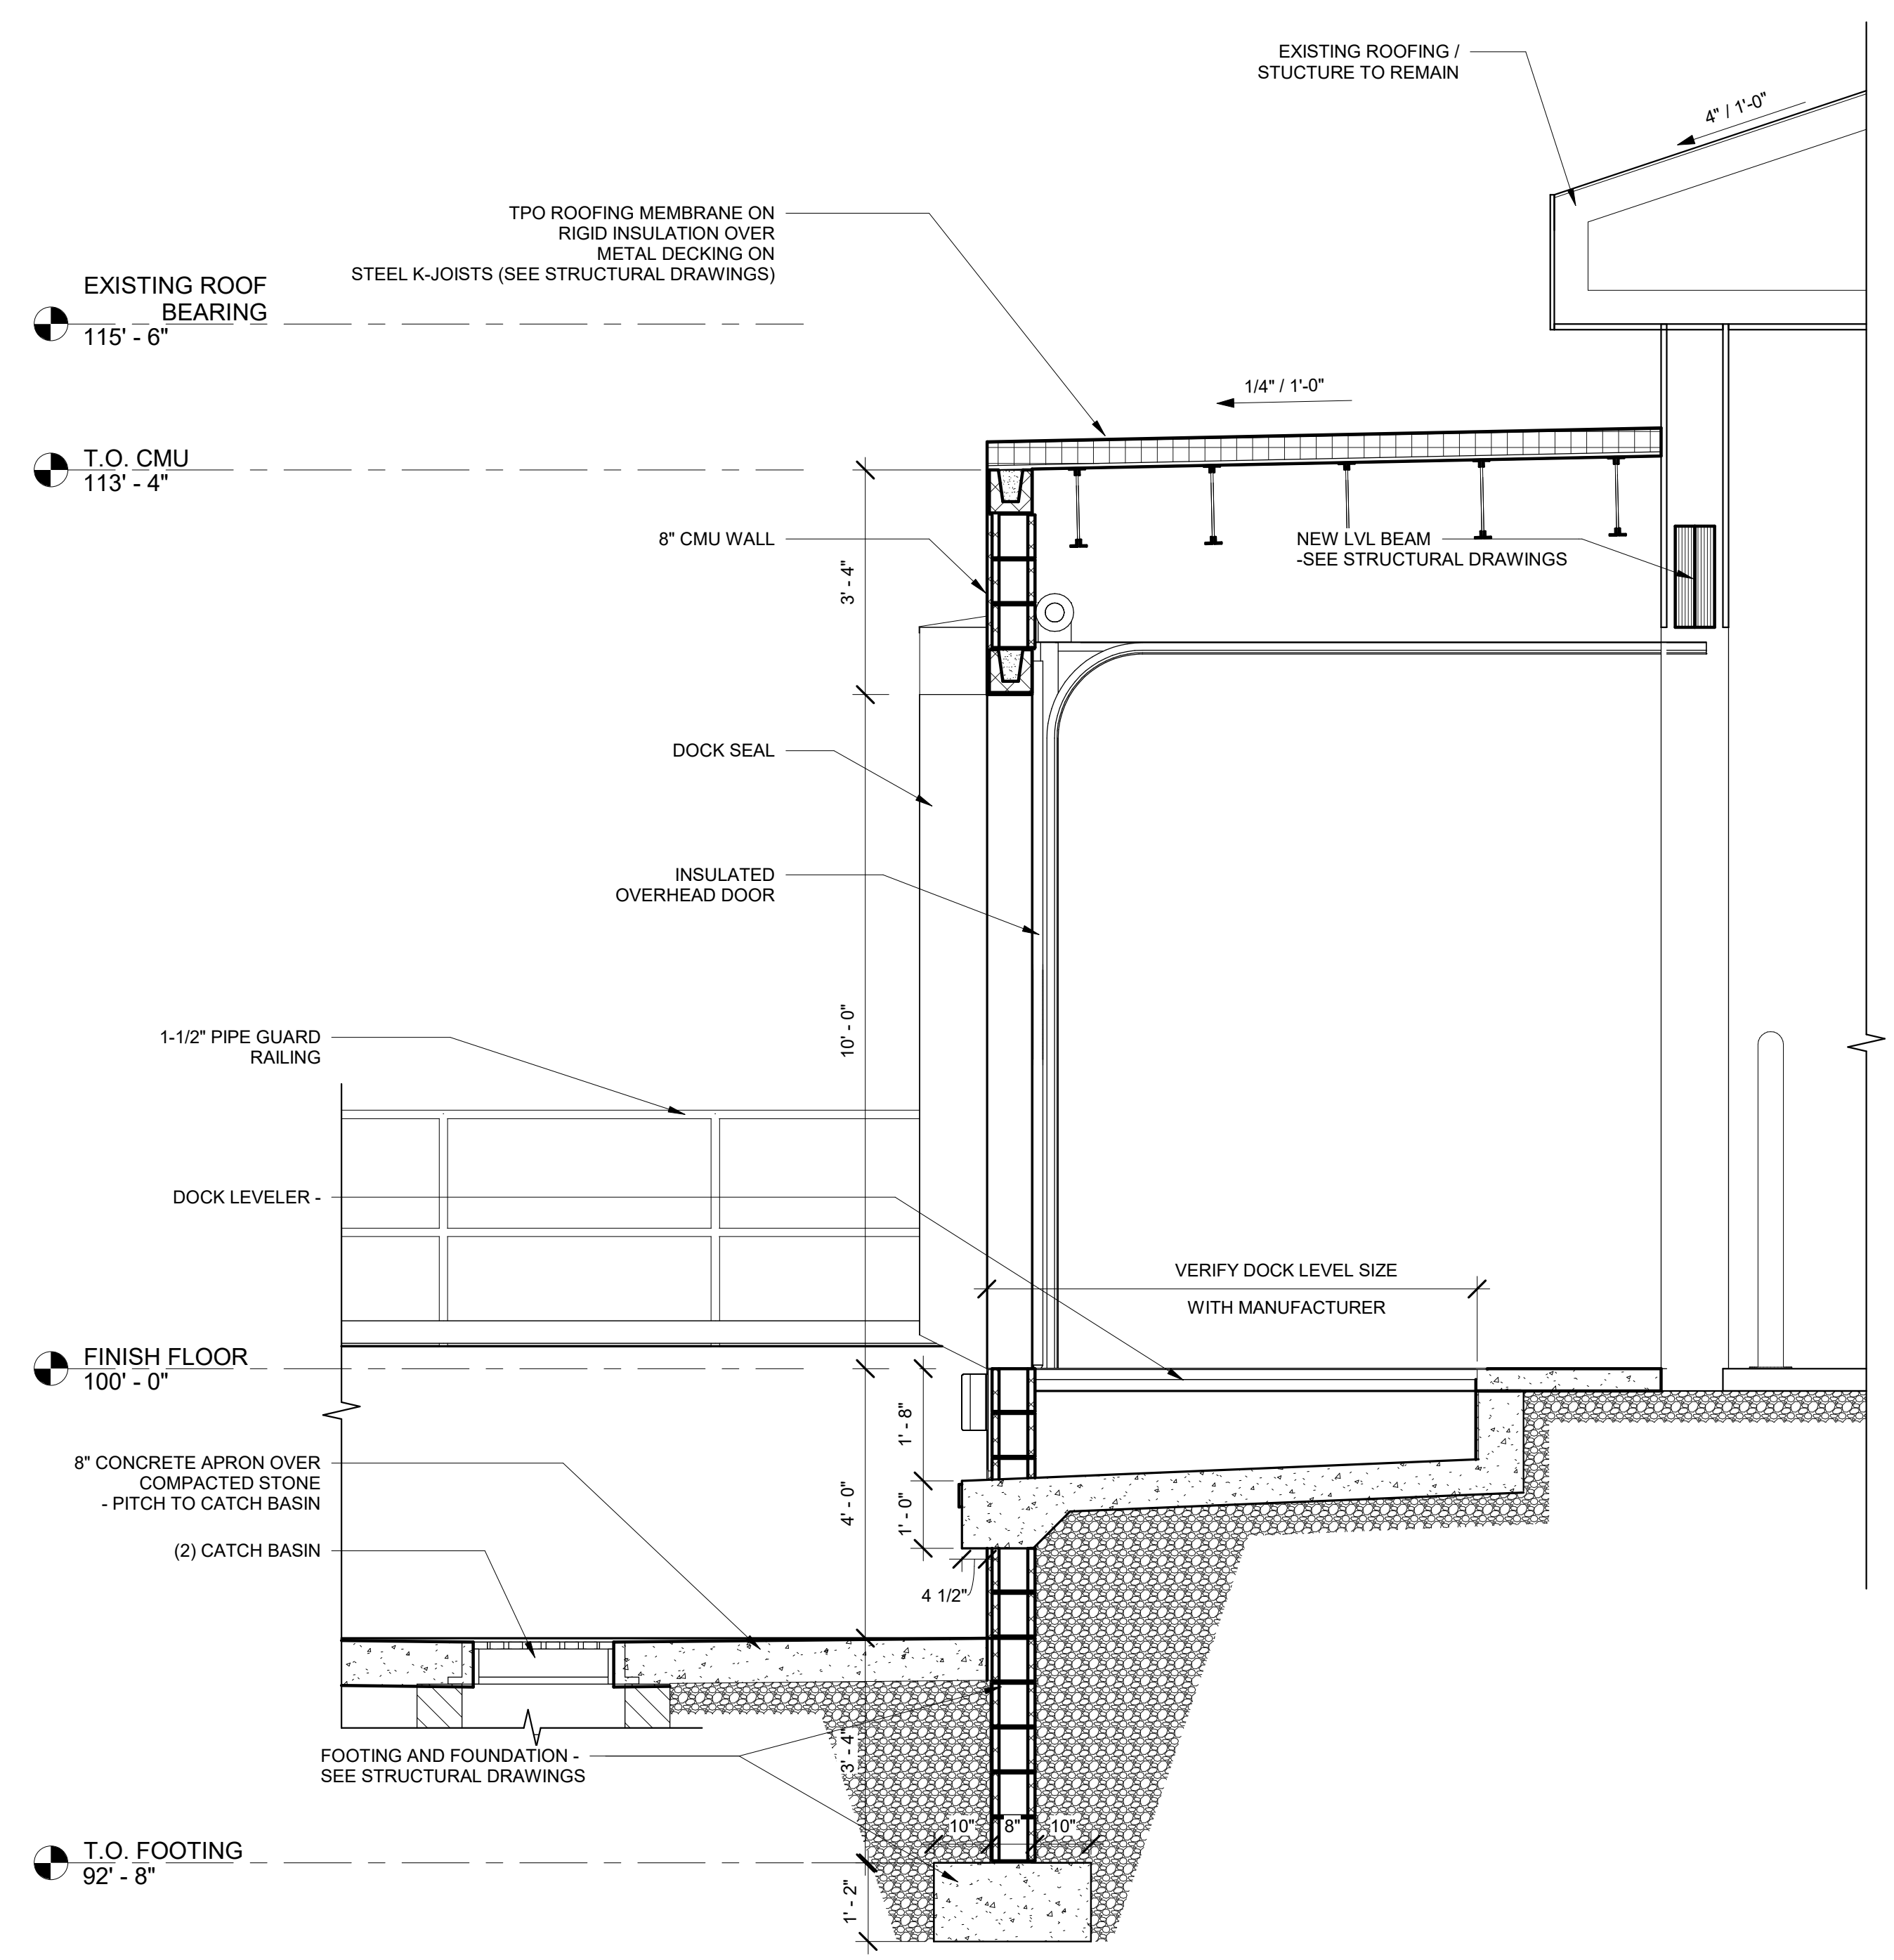 EXISTING ROOFING /
STUCTURE TO REMAIN
4" / 1'-0"
TPO ROOFING MEMBRANE ON
RIGID INSULATION OVER
METAL DECKING ON
STEEL K-JOISTS (SEE STRUCTURAL DRAWINGS)
EXISTING ROOF
BEARING
115' - 6"
1/4" / 1'-0"
T.O. CMU
113' - 4"
8" CMU WALL
NEW LVL BEAM
-SEE STRUCTURAL DRAWINGS
3' - 4"
DOCK SEAL
INSULATED
OVERHEAD DOOR
10' - 0"
1-1/2" PIPE GUARD
RAILING
DOCK LEVELER -
VERIFY DOCK LEVEL SIZE
WITH MANUFACTURER
FINISH FLOOR
100' - 0"
1' - 8"
8" CONCRETE APRON OVER
COMPACTED STONE
- PITCH TO CATCH BASIN
4' - 0"
1' - 0"
(2) CATCH BASIN
4 1/2"
FOOTING AND FOUNDATION -
SEE STRUCTURAL DRAWINGS
3' - 4"
10"
8"
10"
T.O. FOOTING
92' - 8"
1' - 2"